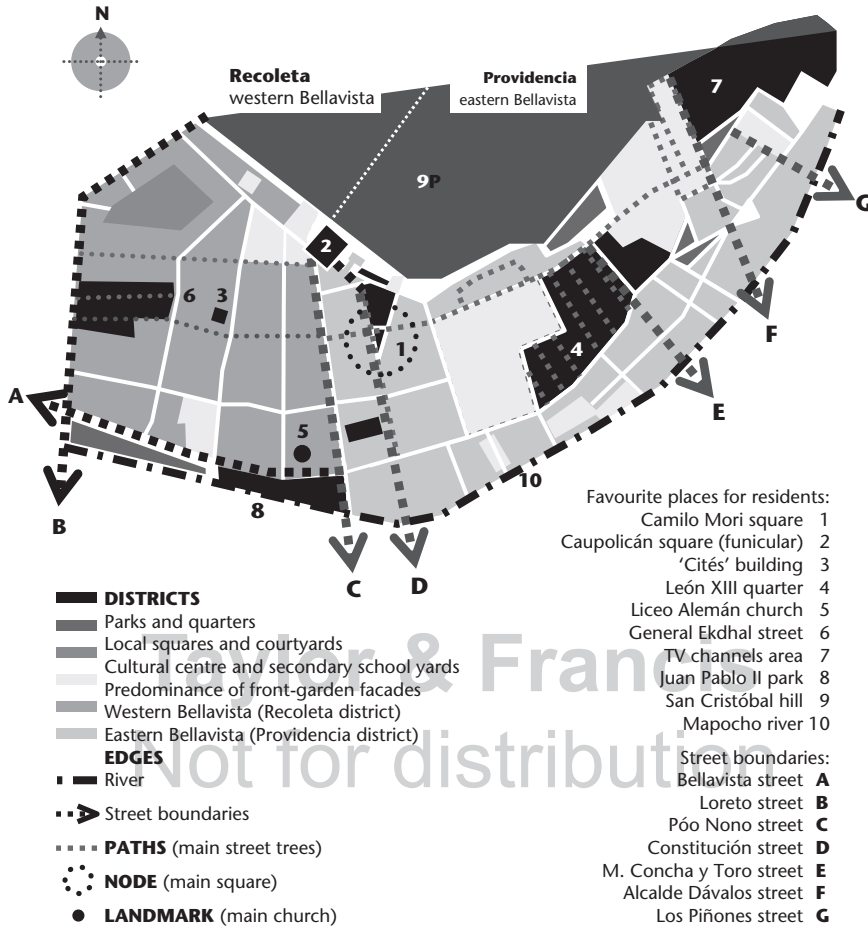 N
Recoleta
western Bellavista
Providencia
eastern Bellavista
7
9P
G
2
6
3
1
4
F
A
E
5
10
8
B
C
D
Favourite places for residents:
Camilo Mori square 1
Caupolicán square (funicular) 2
'Cités' building 3
León XIII quarter 4
Liceo Alemán church 5
General Ekdhal street 6
TV channels area 7
Juan Pablo II park 8
San Cristóbal hill 9
Mapocho river 10
Street boundaries:
Bellavista street A
Loreto street B
Póo Nono street C
Constitución street D
M. Concha y Toro street E
Alcalde Dávalos street F
Los Piñones street G
DISTRICTS
Parks and quarters
Local squares and courtyards
Cultural centre and secondary school yards
Predominance of front-garden facades
Western Bellavista (Recoleta district)
Eastern Bellavista (Providencia district)
EDGES
River
Street boundaries
PATHS (main street trees)
NODE (main square)
LANDMARK (main church)
Taylor & Francis
Not for distribution